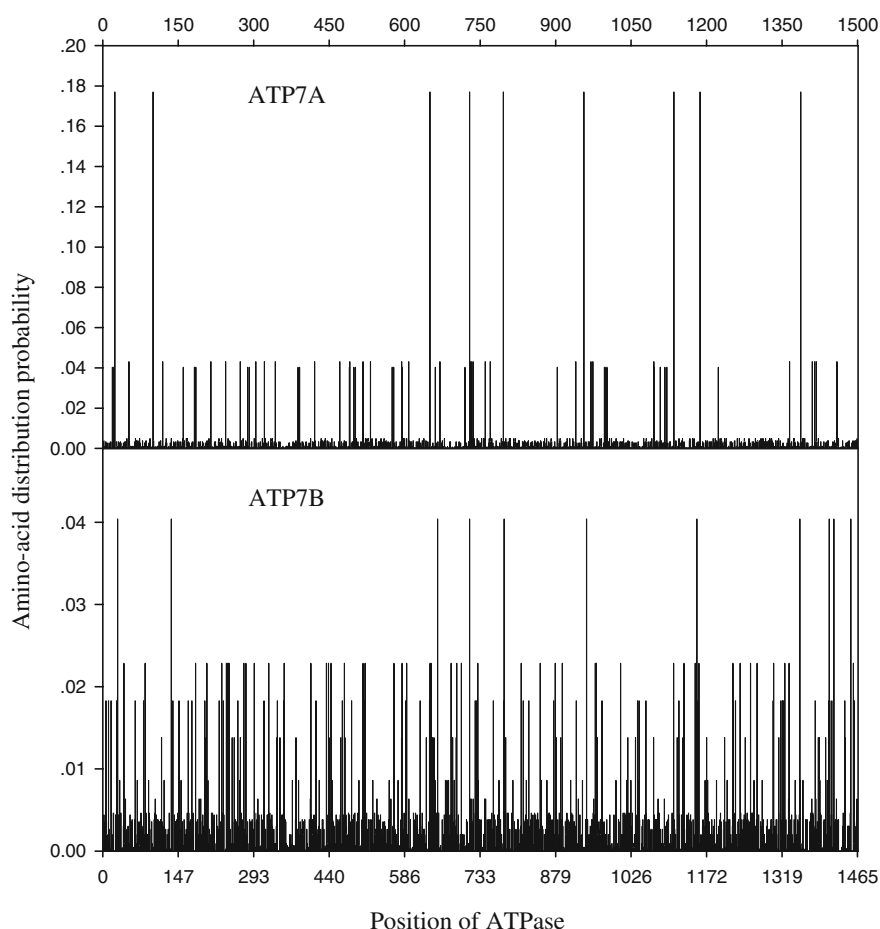 0 150 300 450 600 750 900 1050 1200 1350 1500
.20
.18
ATP7A
.16
.14
.12
.10
.08
.06
.04
.02
0.00
ATP7B
.04
.03
.02
.01
0.00
0 147 293 440 586 733 879 1026 1172 1319 1465
Amino-acid distribution probability
Position of ATPase